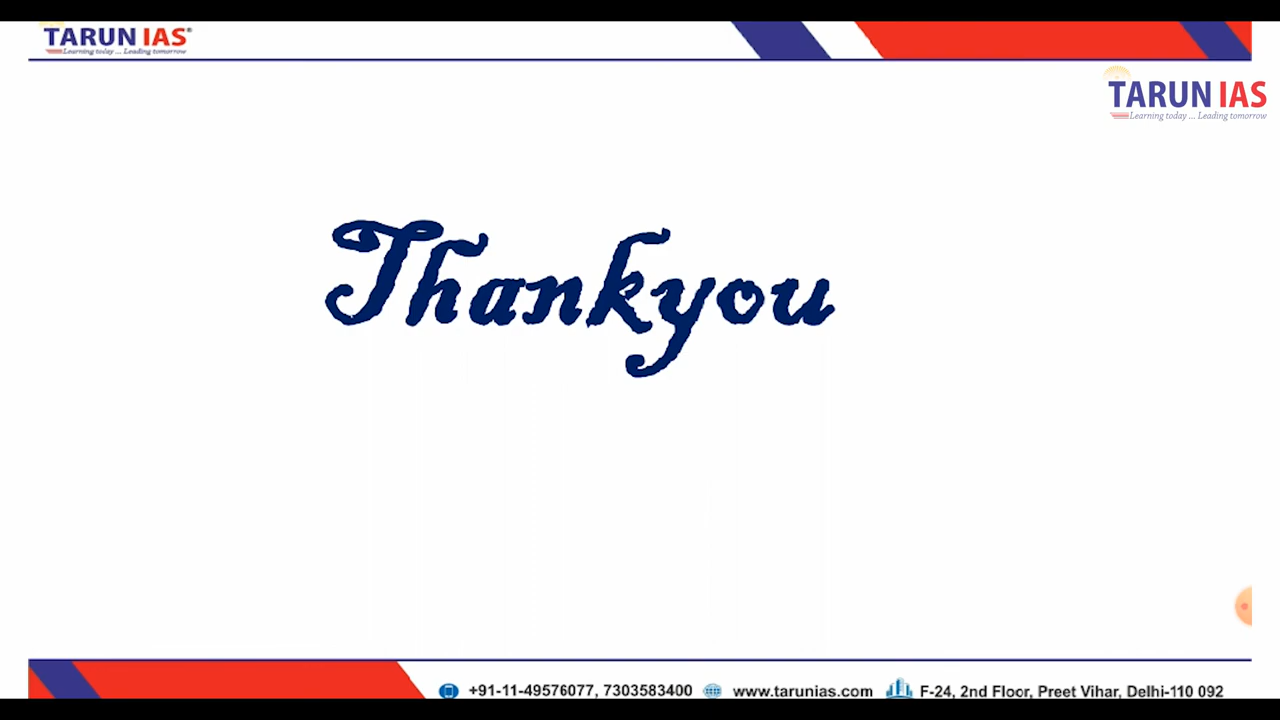 TARUN IAS®
Learning today ... Leading tomorrow
TARUN IAS
Learning today ... Leading tomorrow
Thankyou
+91-11-49576077, 7303583400 www.tarunias.com F-24, 2nd Floor, Preet Vihar, Delhi-110 092